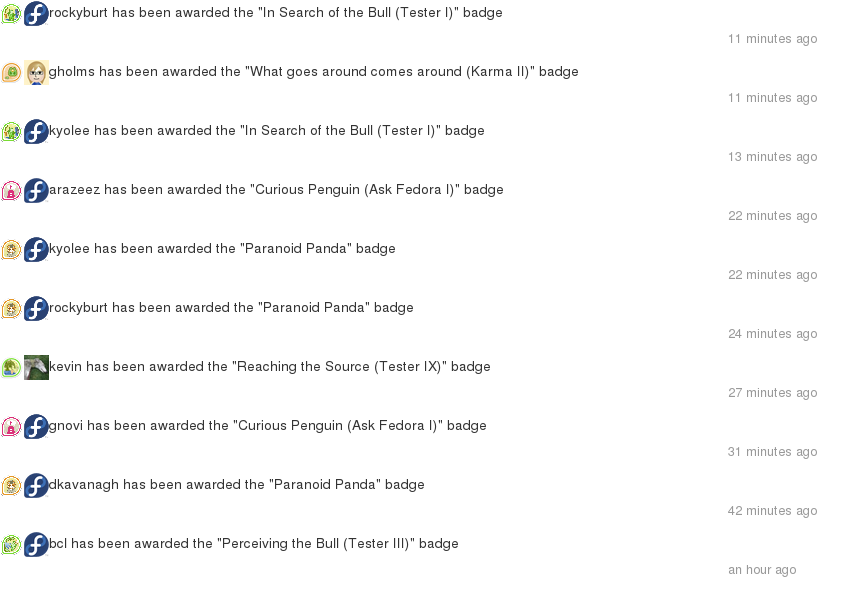 rockyburt has been awarded the "In Search of the Bull (Tester I)" badge
11 minutes ago
gholms has been awarded the "What goes around comes around (Karma II)" badge
11 minutes ago
kyolee has been awarded the "In Search of the Bull (Tester I)" badge
13 minutes ago
arazeez has been awarded the "Curious Penguin (Ask Fedora I)" badge
22 minutes ago
kyolee has been awarded the "Paranoid Panda" badge
22 minutes ago
rockyburt has been awarded the "Paranoid Panda" badge
24 minutes ago
kevin has been awarded the "Reaching the Source (Tester IX)" badge
27 minutes ago
gnovi has been awarded the "Curious Penguin (Ask Fedora I)" badge
31 minutes ago
dkavanagh has been awarded the "Paranoid Panda" badge
42 minutes ago
bcl has been awarded the "Perceiving the Bull (Tester III)" badge
an hour ago